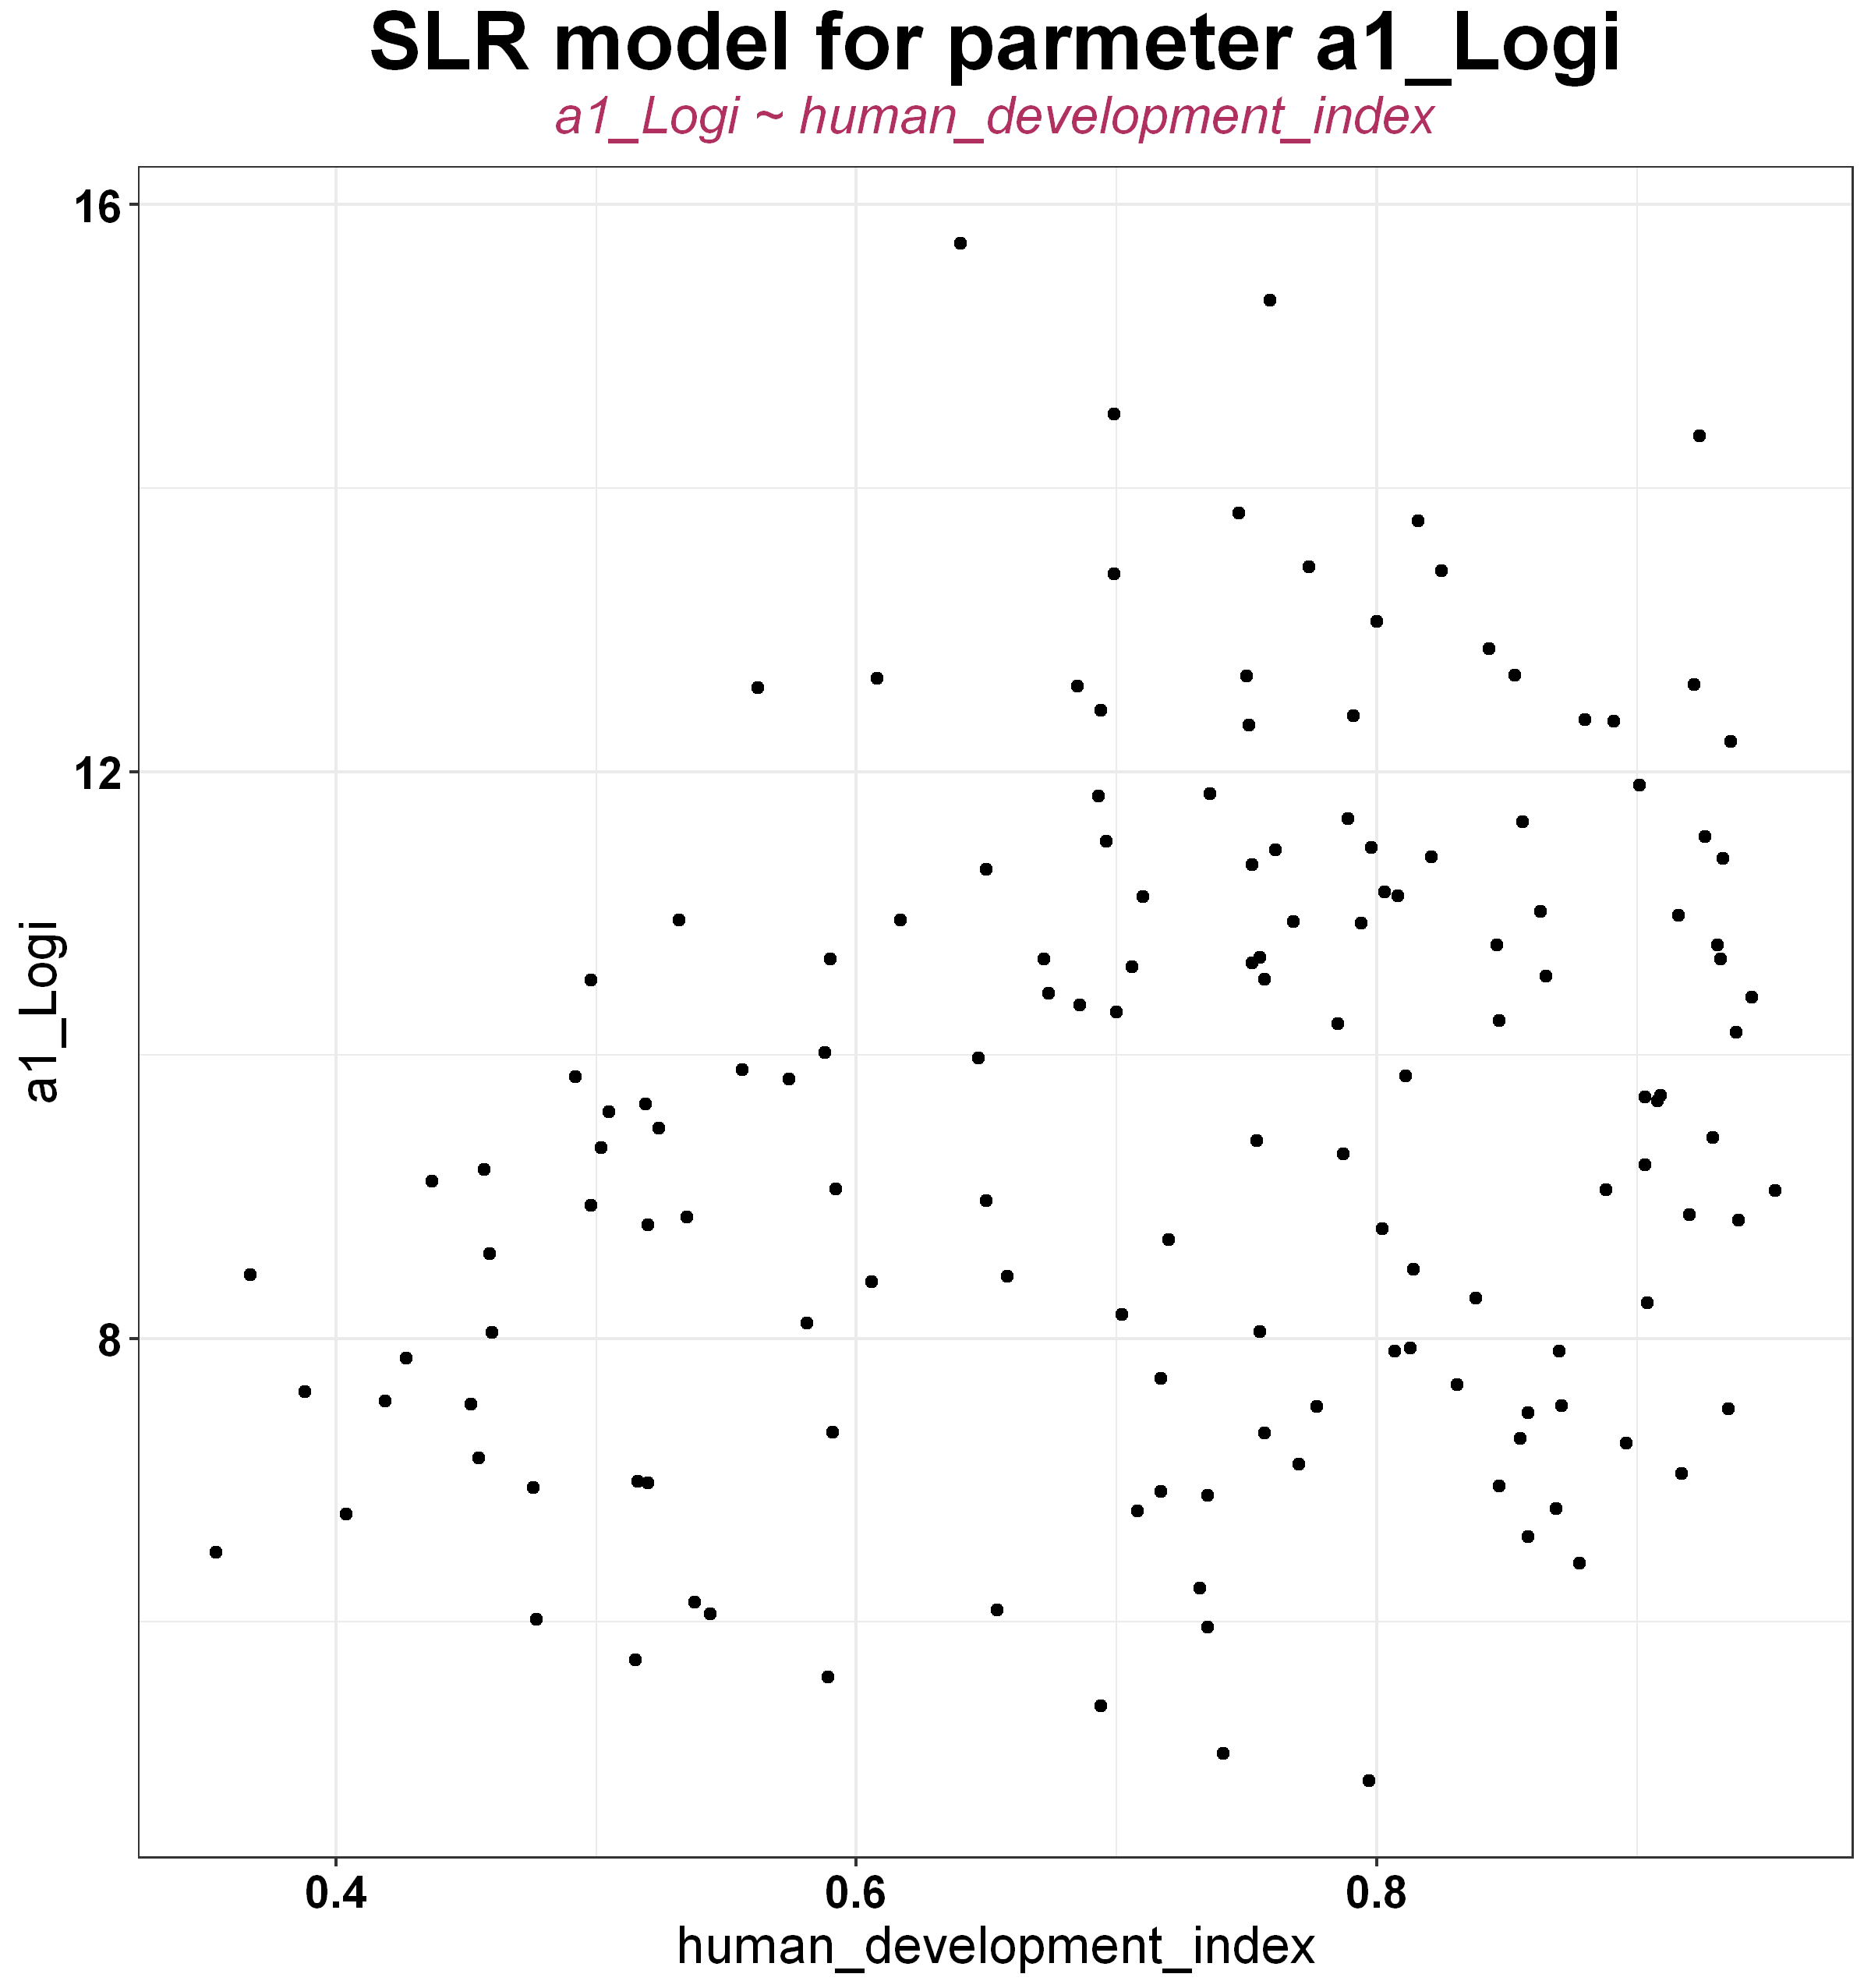 SLR model for parmeter a1_Logi
a1_Logi ~ human_development_index
16
12
8
a1_Logi
0.4
0.6
0.8
human_development_index